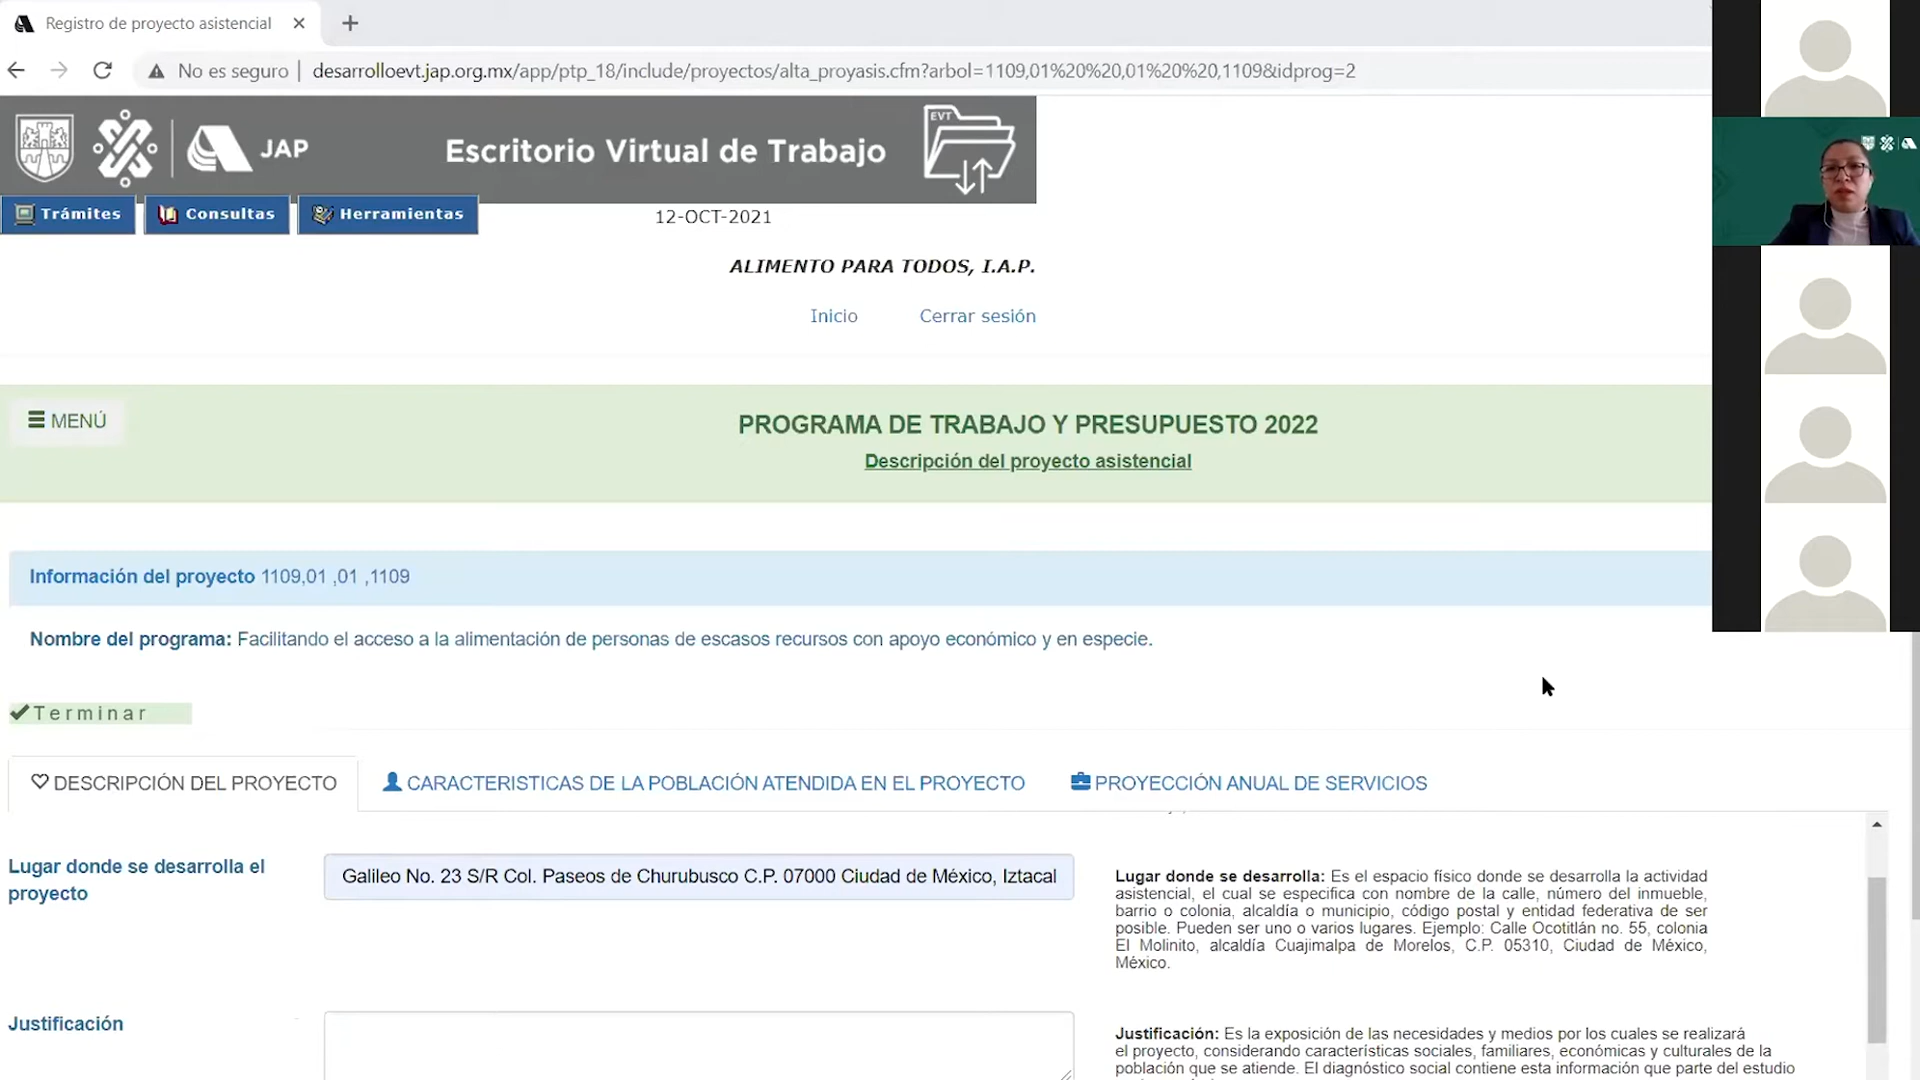 Registro de proyecto asistencial
No es seguro
desarrolloevt.jap.org.mx/app/ptp_18/include/proyectos/alta_proyasis.cfm?arbol=1109,01%20%20,01%20%20,1109&idprog=2
JAP
Escritorio Virtual de Trabajo
EVT
Trámites
Consultas
Herramientas
12-OCT-2021
ALIMENTO PARA TODOS, I.A.P.
Inicio
Cerrar sesión
MENÚ
PROGRAMA DE TRABAJO Y PRESUPUESTO 2022
Descripción del proyecto asistencial
Información del proyecto 1109,01 ,01 ,1109
Nombre del programa: Facilitando el acceso a la alimentación de personas de escasos recursos con apoyo económico y en especie.
Terminar
DESCRIPCIÓN DEL PROYECTO
CARACTERISTICAS DE LA POBLACIÓN ATENDIDA EN EL PROYECTO
PROYECCIÓN ANUAL DE SERVICIOS
Lugar donde se desarrolla el
proyecto
Galileo No. 23 S/R Col. Paseos de Churubusco C.P. 07000 Ciudad de México, Iztacal
Lugar donde se desarrolla: Es el espacio físico donde se desarrolla la actividad
asistencial, el cual se especifica con nombre de la calle, número del inmueble,
barrio o colonia, alcaldía o municipio, código postal y entidad federativa de ser
posible. Pueden ser uno o varios lugares. Ejemplo: Calle Ocotitlán no. 55, colonia
El Molinito, alcaldía Cuajimalpa de Morelos, C.P. 05310, Ciudad de México,
México.
Justificación
Justificación: Es la exposición de las necesidades y medios por los cuales se realizará
el proyecto, considerando características sociales, familiares, económicas y culturales de la
población que se atiende. El diagnóstico social contiene esta información que parte del estudio